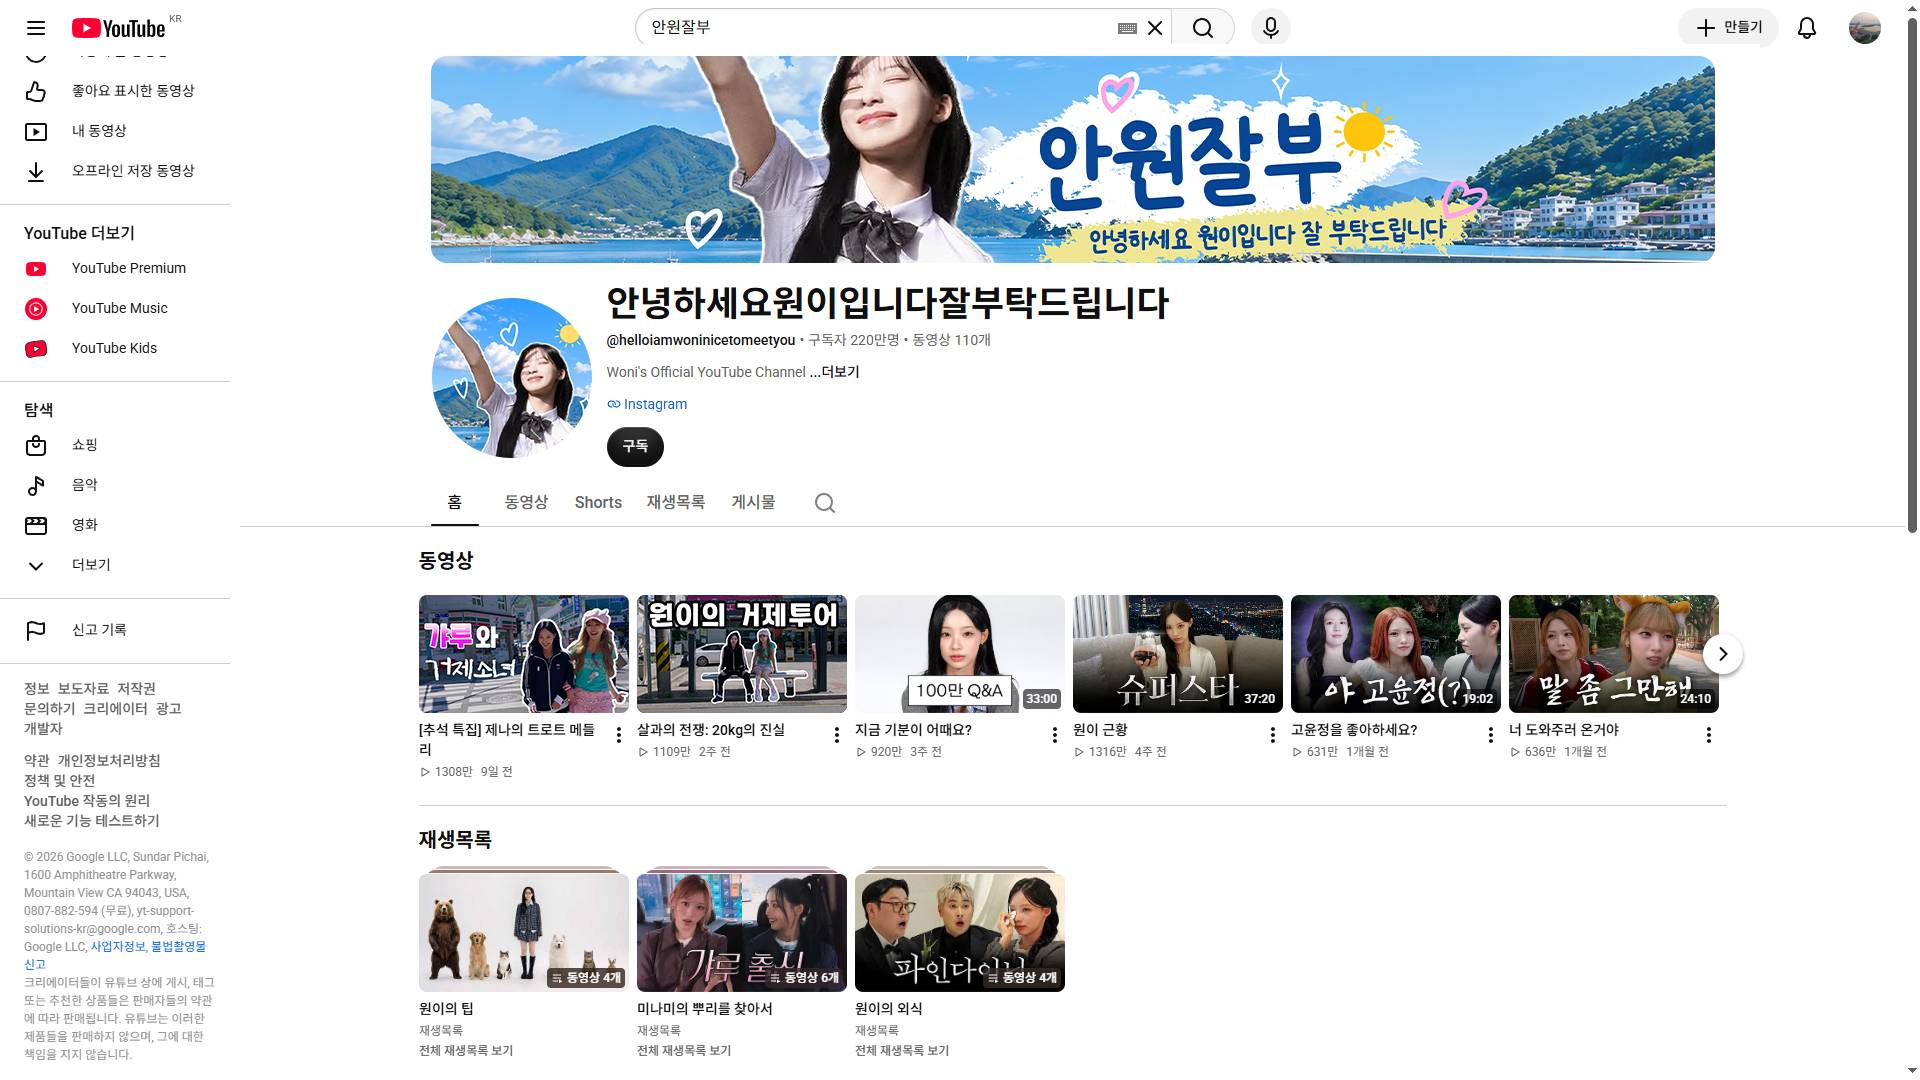 YouTube KR
안원잘부
만들기
좋아요 표시한 동영상
내 동영상
오프라인 저장 동영상
YouTube 더보기
YouTube Premium
YouTube Music
YouTube Kids
탐색
쇼핑
음악
영화
더보기
신고 기록
정보 보도자료 저작권
문의하기 크리에이터 광고
개발자
약관 개인정보처리방침
정책 및 안전
YouTube 작동의 원리
새로운 기능 테스트하기
© 2026 Google LLC, Sundar Pichai,
1600 Amphitheatre Parkway,
Mountain View CA 94043, USA,
0807-882-594 (무료), yt-support-
solutions-kr@google.com, 호스팅:
Google LLC, 사업자정보, 불법촬영물
신고
크리에이터들이 유튜브 상에 게시, 태그
또는 추천한 상품들은 판매자들의 약관
에 따라 판매됩니다. 유튜브는 이러한
제품들을 판매하지 않으며, 그에 대한
책임을 지지 않습니다.
안원잘부
안녕하세요 원이입니다 잘 부탁드립니다
안녕하세요원이입니다잘부탁드립니다
@helloiamwoninicetomeetyou • 구독자 220만명 • 동영상 110개
Woni's Official YouTube Channel ...더보기
Instagram
구독
홈 동영상 Shorts 재생목록 게시물
동영상
갸루와
거제소녀
[추석 특집] 제나의 트로트 메들
리
1308만 9일 전
원이의 거제투어
살과의 전쟁: 20kg의 진실
1109만 2주 전
100만 Q&A
33:00
지금 기분이 어때요?
920만 3주 전
슈퍼스타
37:20
원이 근황
1316만 4주 전
야 고윤정(?)
19:02
고윤정을 좋아하세요?
631만 1개월 전
말 좀 그만해
24:10
너 도와주러 온거야
636만 1개월 전
재생목록
동영상 4개
원이의 팁
재생목록
전체 재생목록 보기
갸루 출신
동영상 6개
미나미의 뿌리를 찾아서
재생목록
전체 재생목록 보기
파인다이닝
동영상 4개
원이의 외식
재생목록
전체 재생목록 보기